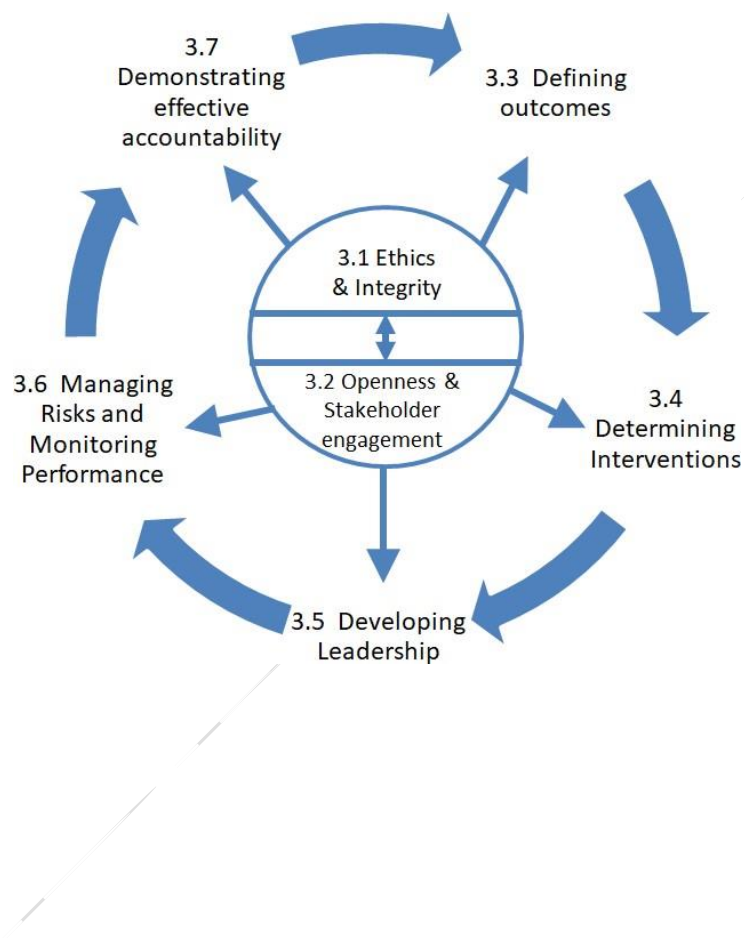 3.7
Demonstrating
effective
accountability
3.3 Defining
outcomes
3.1 Ethics
& Integrity
3.2 Openness &
Stakeholder
engagement
3.6 Managing
Risks and
Monitoring
Performance
3.4
Determining
Interventions
3.5 Developing
Leadership